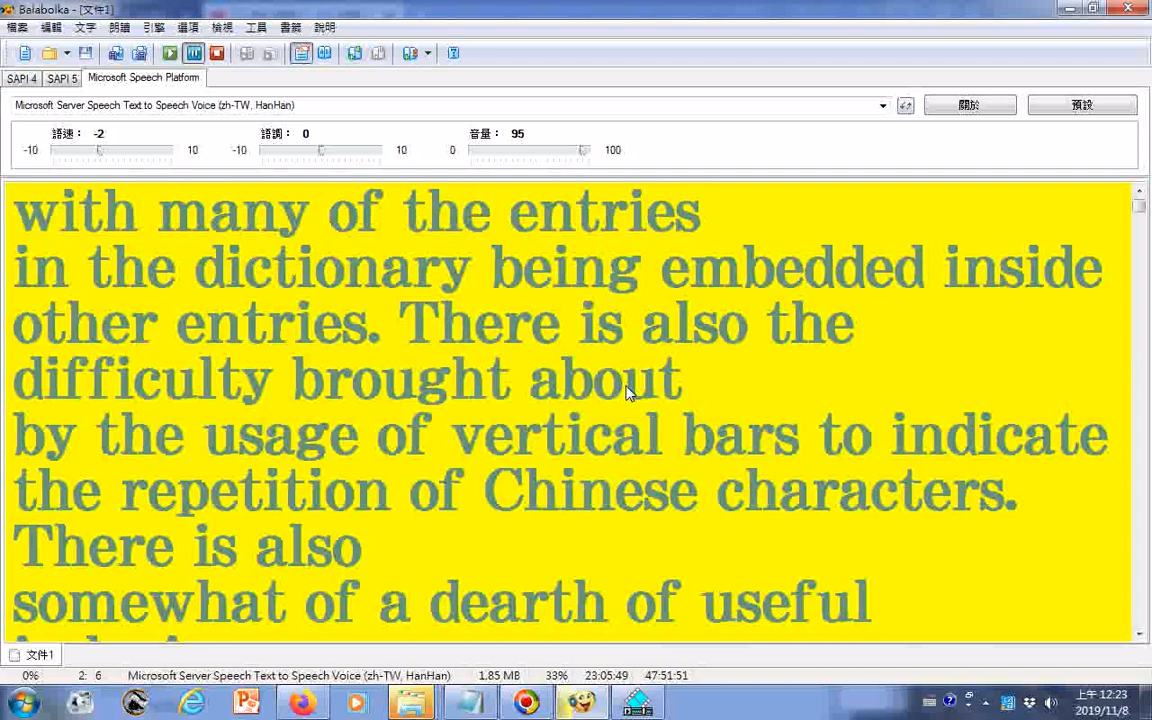 Balabolka - [文件1]
檔案 編輯 文字 朗讀 引擎 選項 檢視 工具 書籤 說明
SAPI 4 SAPI 5 Microsoft Speech Platform
Microsoft Server Speech Text to Speech Voice (zh-TW, HanHan) 關於 預設
語速： -2 語調： 0 音量： 95
-10 10 -10 10 0 100
with many of the entries
in the dictionary being embedded inside
other entries. There is also the
difficulty brought about
by the usage of vertical bars to indicate
the repetition of Chinese characters.
There is also
somewhat of a dearth of useful
文件1
0% 2: 6 Microsoft Server Speech Text to Speech Voice (zh-TW, HanHan) 1.85 MB 33% 23:05:49 47:51:51
上午 12:23
2019/11/8